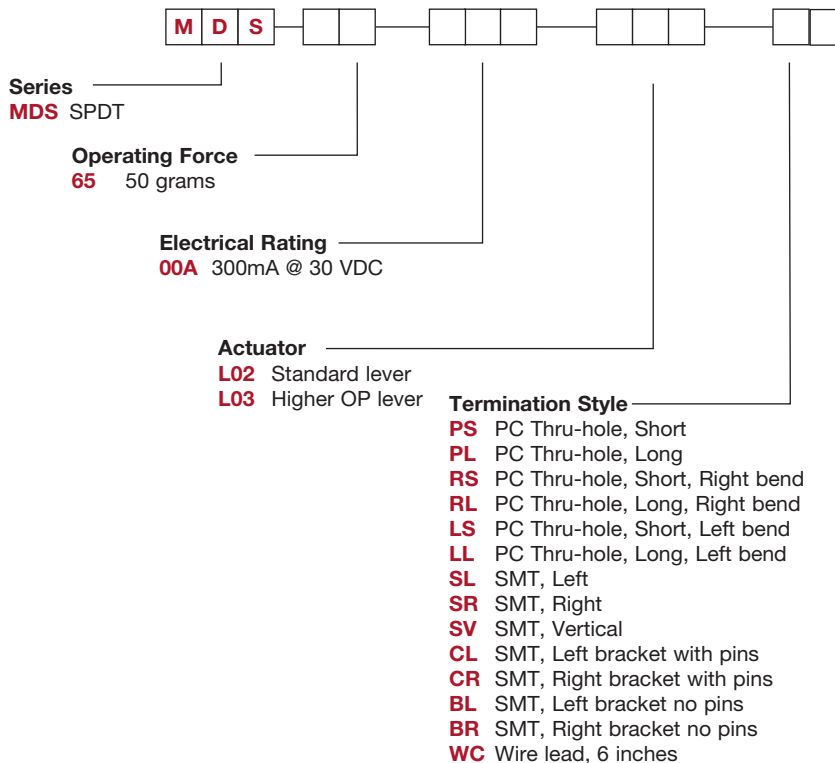 M D S
Series
MDS SPDT
Operating Force
65 50 grams
Electrical Rating
00A 300mA @ 30 VDC
Actuator
L02 Standard lever
L03 Higher OP lever
Termination Style
PS PC Thru-hole, Short
PL PC Thru-hole, Long
RS PC Thru-hole, Short, Right bend
RL PC Thru-hole, Long, Right bend
LS PC Thru-hole, Short, Left bend
LL PC Thru-hole, Long, Left bend
SL SMT, Left
SR SMT, Right
SV SMT, Vertical
CL SMT, Left bracket with pins
CR SMT, Right bracket with pins
BL SMT, Left bracket no pins
BR SMT, Right bracket no pins
WC Wire lead, 6 inches